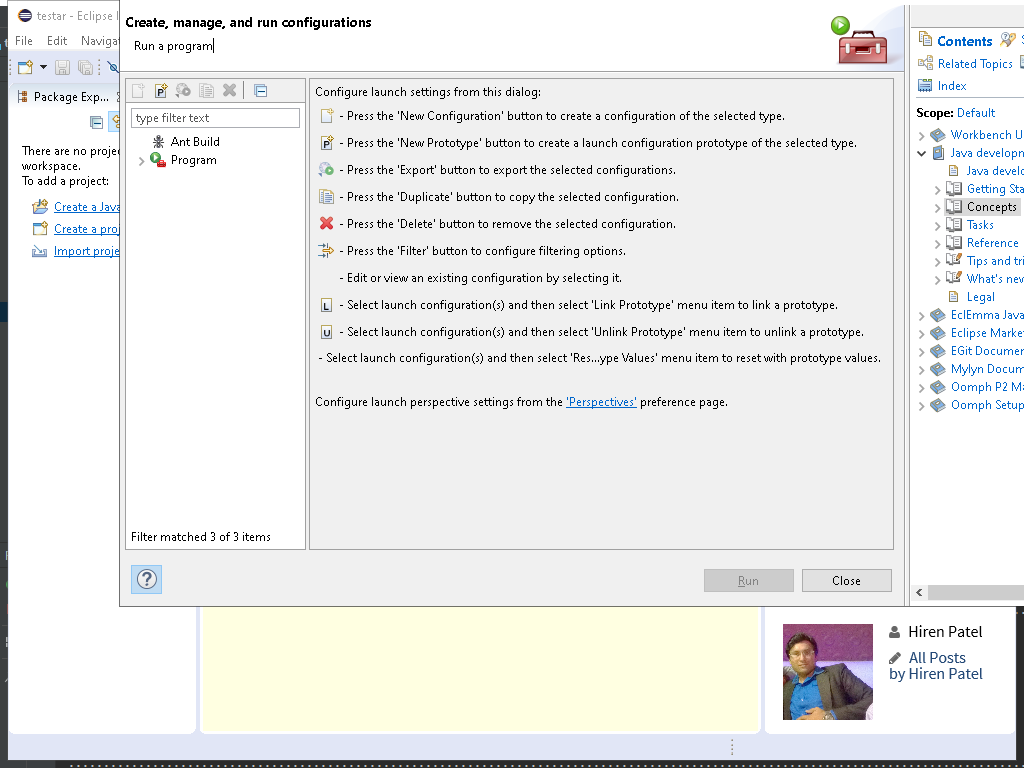 testar - Eclipse I
File Edit Navigat
Package Exp...
There are no projec
workspace.
To add a project:
Create a Java
Create a proj
Import proje
Create, manage, and run configurations
Run a program
type filter text
Ant Build
Program
Filter matched 3 of 3 items
Configure launch settings from this dialog:
- Press the 'New Configuration' button to create a configuration of the selected type.
- Press the 'New Prototype' button to create a launch configuration prototype of the selected type.
- Press the 'Export' button to export the selected configurations.
- Press the 'Duplicate' button to copy the selected configuration.
- Press the 'Delete' button to remove the selected configuration.
- Press the 'Filter' button to configure filtering options.
- Edit or view an existing configuration by selecting it.
L - Select launch configuration(s) and then select 'Link Prototype' menu item to link a prototype.
U - Select launch configuration(s) and then select 'Unlink Prototype' menu item to unlink a prototype.
- Select launch configuration(s) and then select 'Res...ype Values' menu item to reset with prototype values.
Configure launch perspective settings from the 'Perspectives' preference page.
Run Close
Contents
Related Topics
Index
Scope: Default
Workbench U
Java developm
Java develo
Getting Sta
Concepts
Tasks
Reference
Tips and tri
What's new
Legal
EclEmma Java
Eclipse Marke
EGit Documen
Mylyn Docum
Oomph P2 Ma
Oomph Setup
Hiren Patel
All Posts
by Hiren Patel